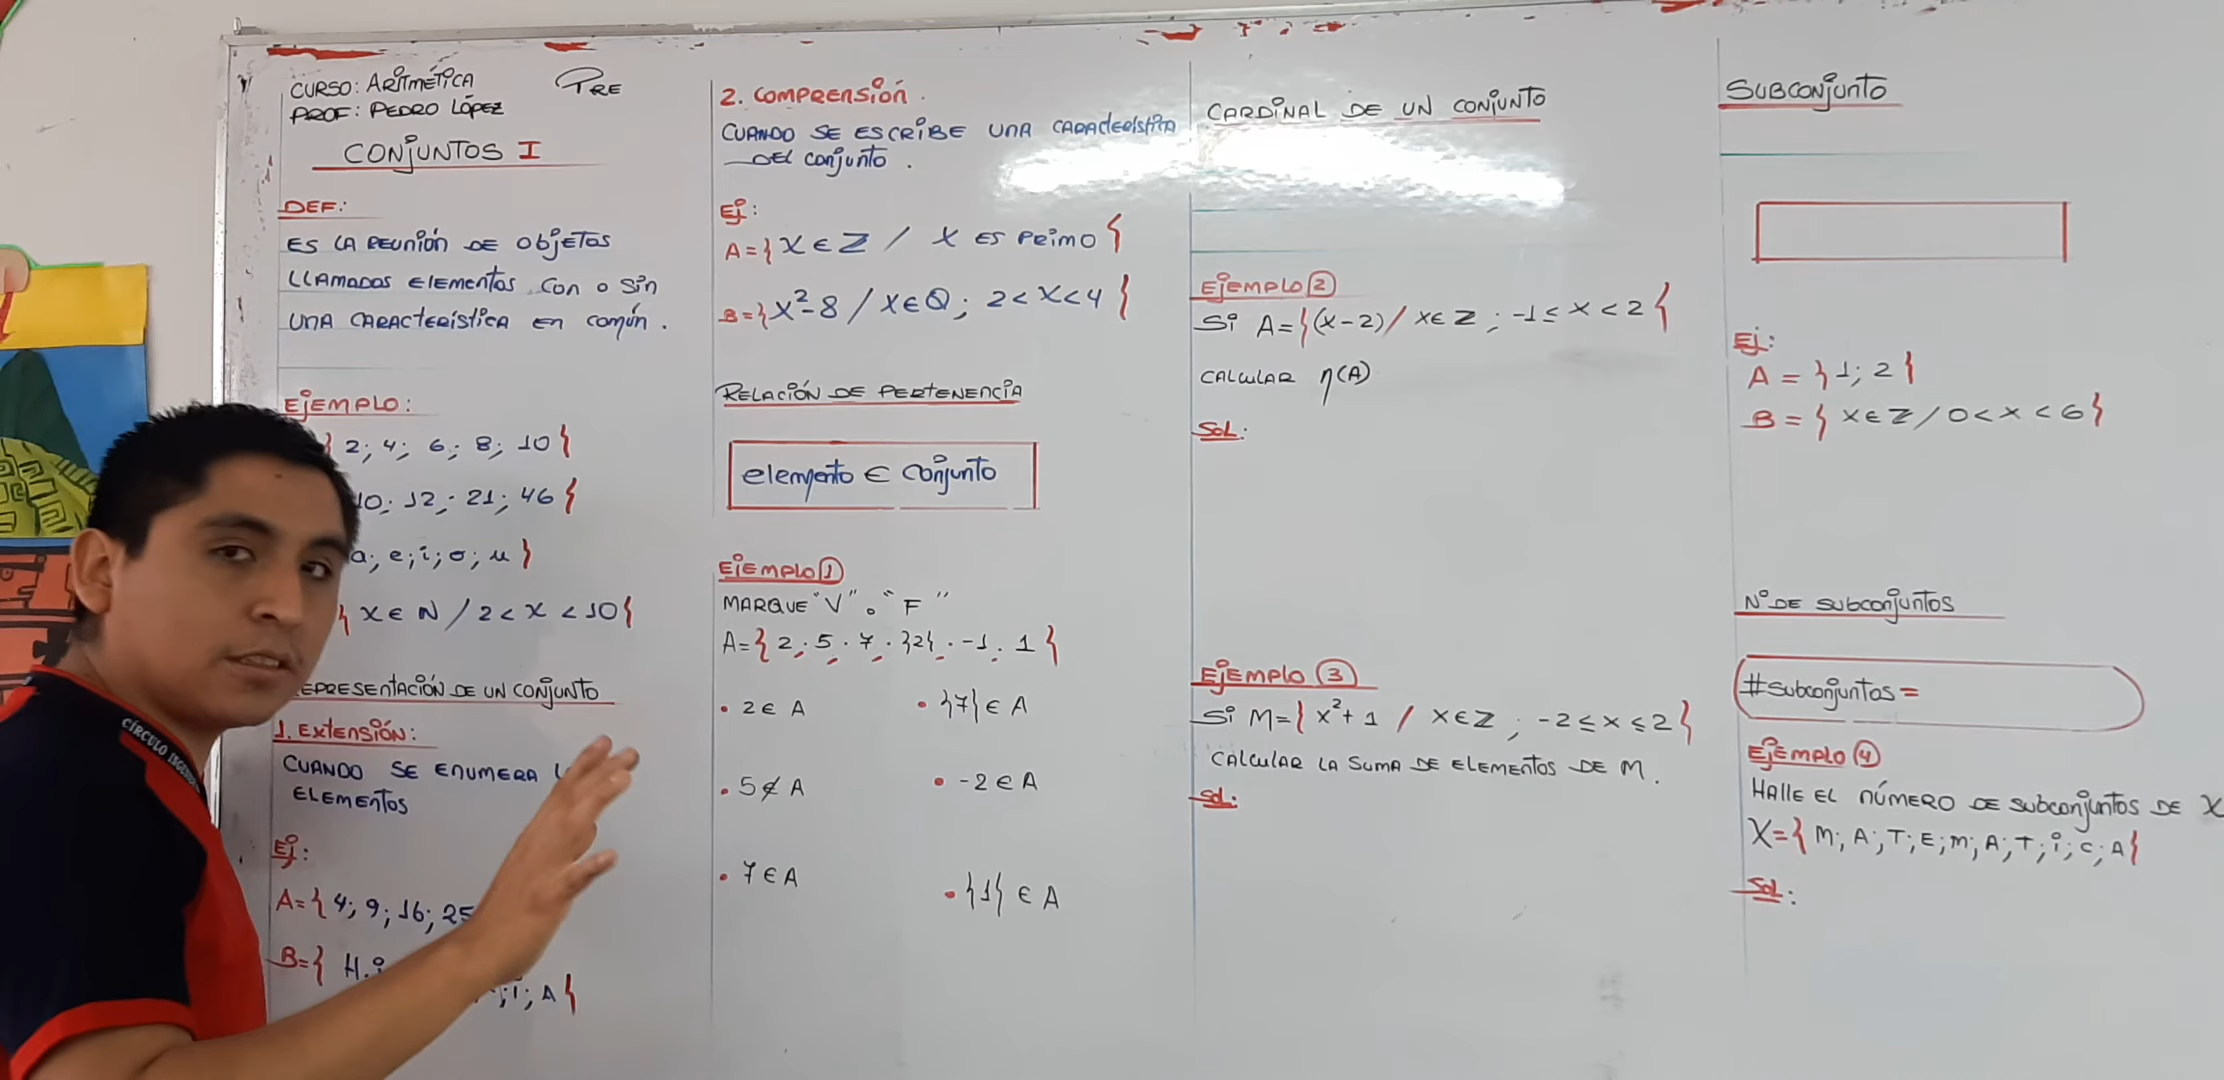 CURSO: ARITMÉTICA
PRE
PROF: PEDRO LÓPEZ
CONJUNTOS I
DEF:
ES LA REUNIÓN DE OBJETOS
LLAMADOS ELEMENTOS CON O SIN
UNA CARACTERÍSTICA EN COMÚN.
EJEMPLO:
{ 2; 4; 6; 8; 10 }
10; 12; 21; 46 }
a; e; i; o; u }
{ X ∈ N / 2 < X < 10 }
EPRESENTACIÓN DE UN CONJUNTO
1. EXTENSIÓN:
CUANDO SE ENUMERA
ELEMENTOS
Ej:
A = { 4; 9; 16; 25
B = { H; i
; i; A }
2. COMPRENSIÓN.
CUANDO SE ESCRIBE UNA CARACTERÍSTICA
DEL CONJUNTO.
Ej:
A = { X ∈ Z / X ES PRIMO }
B = { X² - 8 / X ∈ Q; 2 < X < 4 }
RELACIÓN DE PERTENENCIA
elemento ∈ conjunto
EJEMPLO 1
MARQUE "V" o "F"
A = { 2; 5; 7; {2}; -1; 1 }
• 2 ∈ A
• {7} ∈ A
• 5 ∉ A
• -2 ∈ A
• 7 ∈ A
• {1} ∈ A
CARDINAL DE UN CONJUNTO
EJEMPLO 2
Si A = { (X-2) / X ∈ Z; -1 ≤ X < 2 }
CALCULAR η(A)
SOL:
EJEMPLO 3
Si M = { X² + 1 / X ∈ Z; -2 ≤ X ≤ 2 }
CALCULAR LA SUMA DE ELEMENTOS DE M.
SOL:
SUBCONJUNTO
Ej:
A = { 1; 2 }
B = { X ∈ Z / 0 < X < 6 }
N° DE SUBCONJUNTOS
#SUBCONJUNTOS =
EJEMPLO 4
HALLE EL NÚMERO DE SUBCONJUNTOS DE X
X = { M; A; T; E; M; A; T; i; C; A }
SOL: